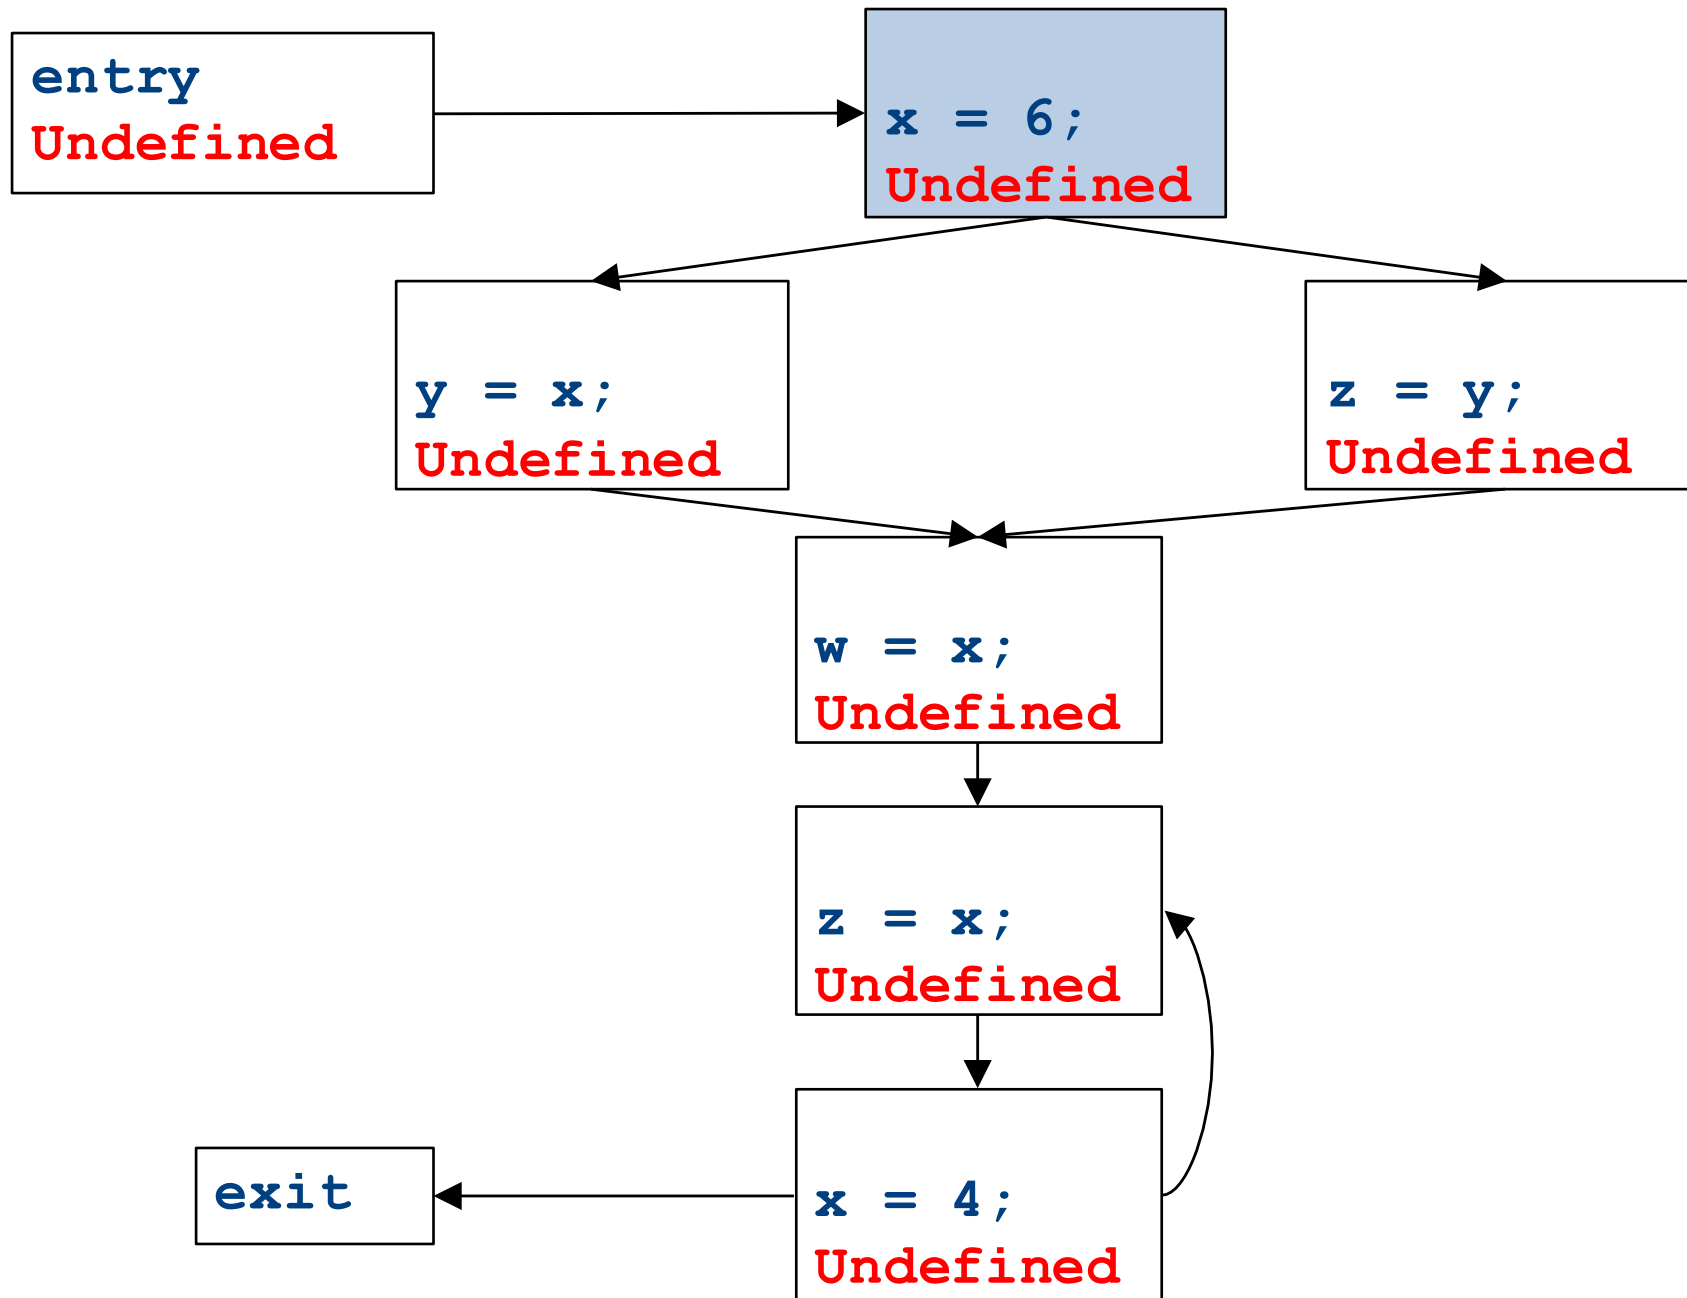 entry
Undefined
x = 6;
Undefined
y = x;
Undefined
z = y;
Undefined
w = x;
Undefined
z = x;
Undefined
exit
x = 4;
Undefined